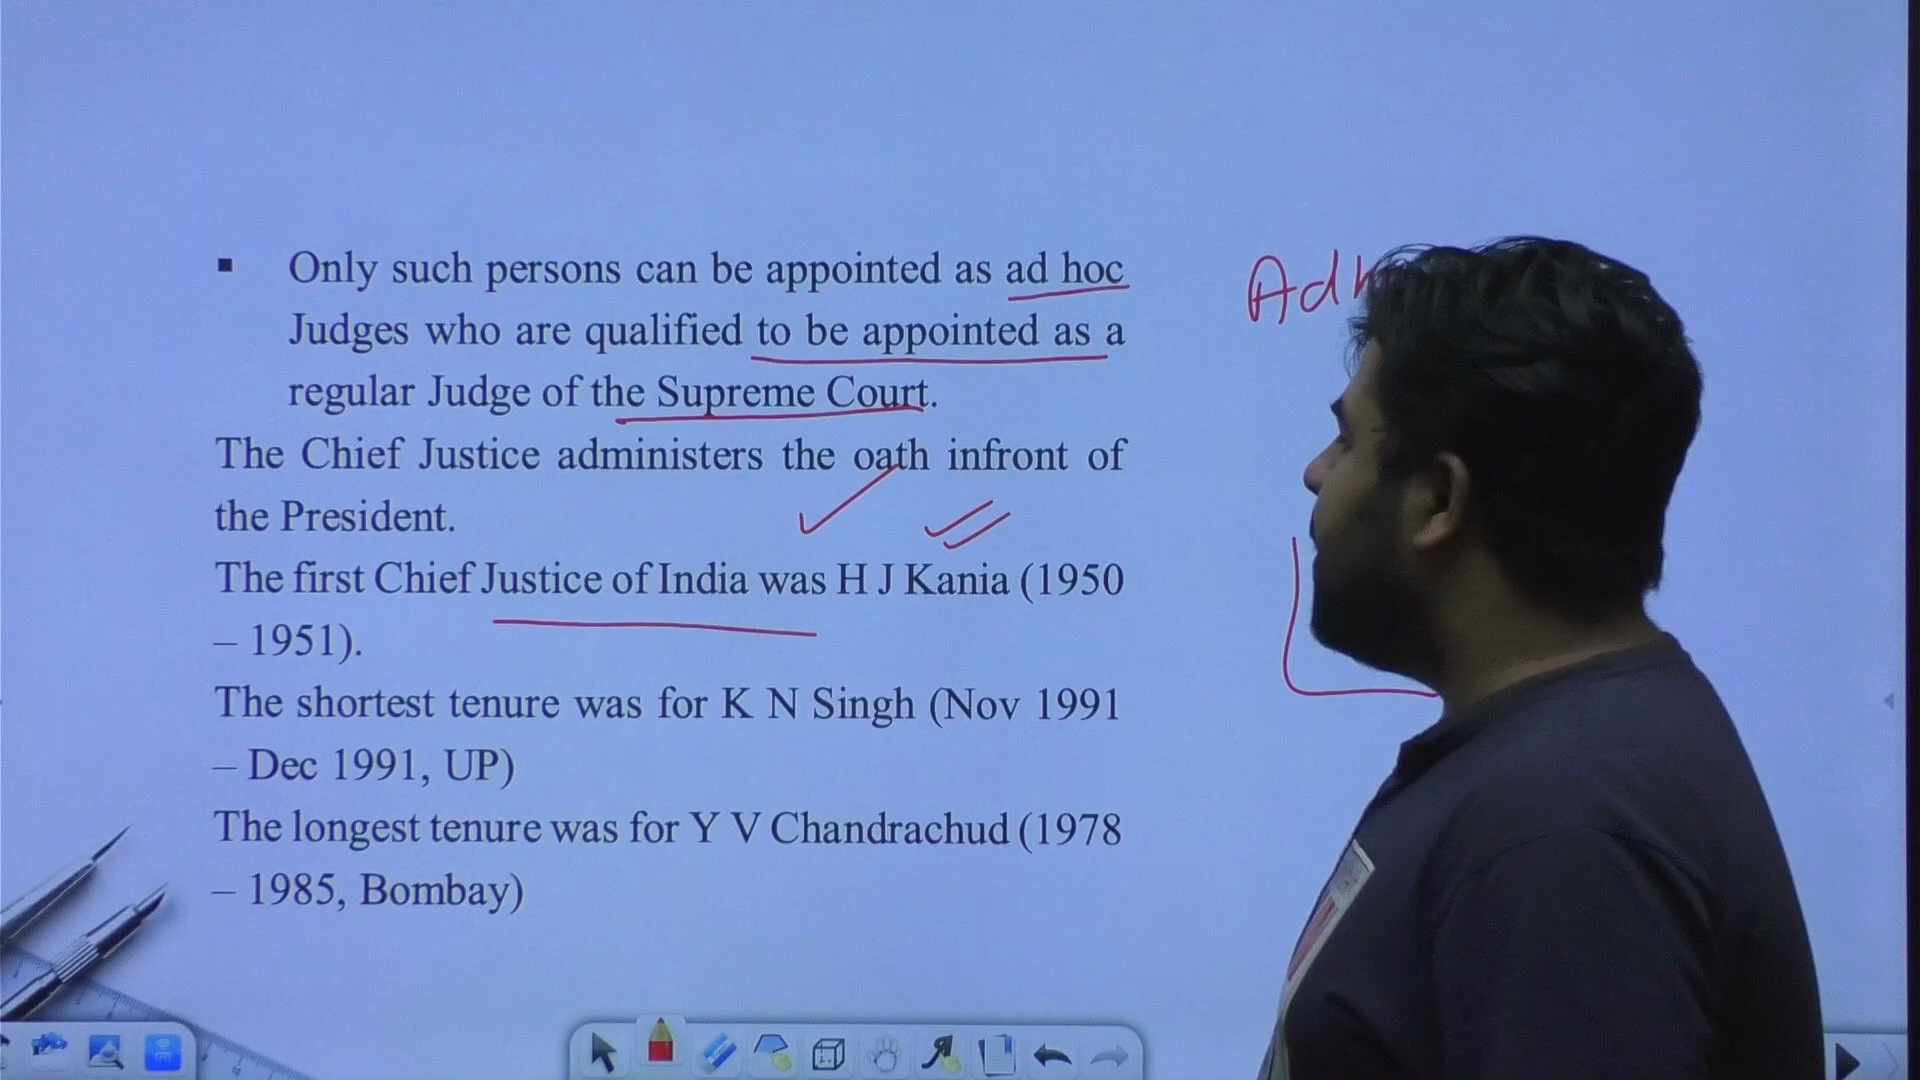 ▪ Only such persons can be appointed as ad hoc
Judges who are qualified to be appointed as a
regular Judge of the Supreme Court.
The Chief Justice administers the oath infront of
the President.
The first Chief Justice of India was H J Kania (1950
– 1951).
The shortest tenure was for K N Singh (Nov 1991
– Dec 1991, UP)
The longest tenure was for Y V Chandrachud (1978
– 1985, Bombay)